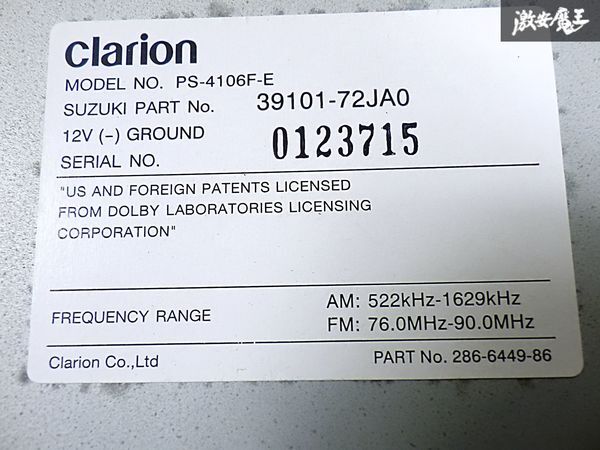 激安魔王
clarion
MODEL NO. PS-4106F-E
SUZUKI PART No. 39101-72JA0
12V (–) GROUND
SERIAL NO. 0123715
"US AND FOREIGN PATENTS LICENSED
FROM DOLBY LABORATORIES LICENSING
CORPORATION"
FREQUENCY RANGE AM: 522kHz-1629kHz
FM: 76.0MHz-90.0MHz
Clarion Co.,Ltd PART No. 286-6449-86